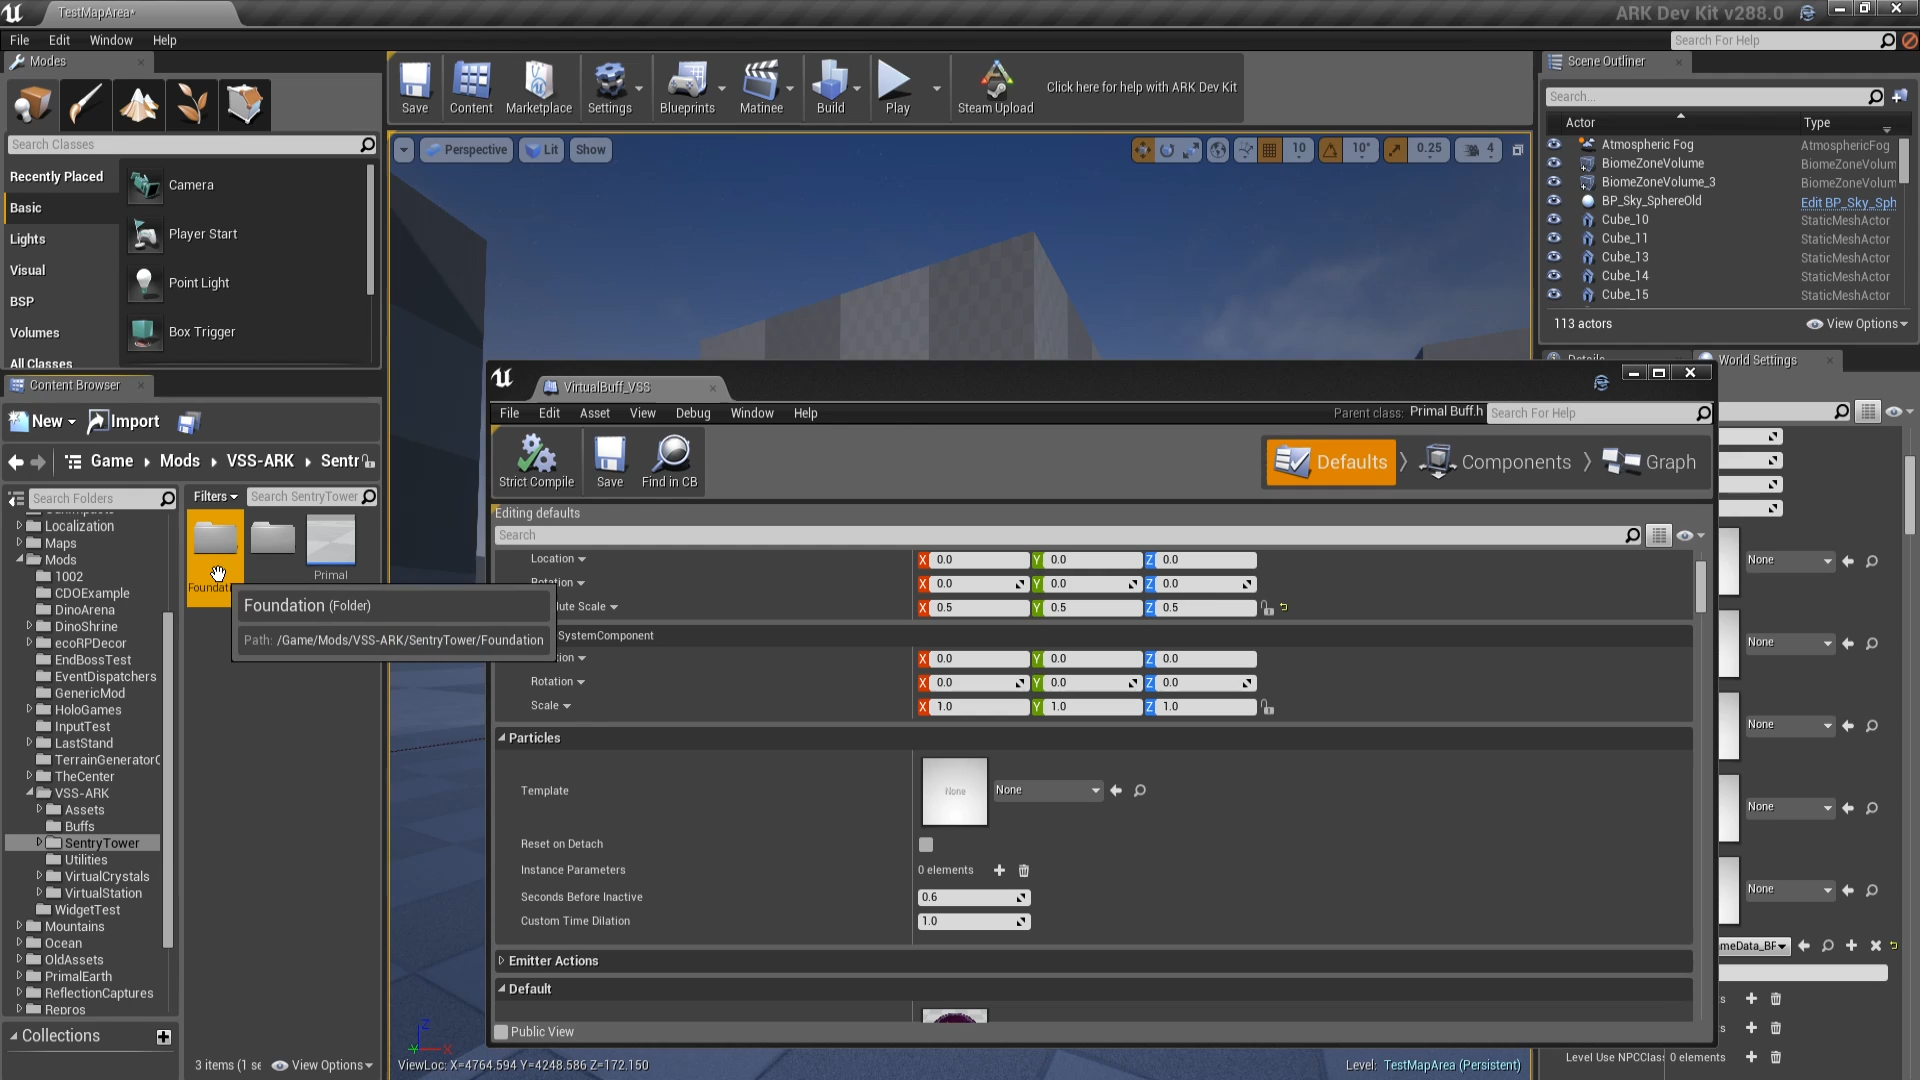 TestMapArea*
ARK Dev Kit v288.0
File Edit Window Help
Search For Help
Modes
Search Classes
Recently Placed
Basic
Lights
Visual
BSP
Volumes
All Classes
Camera
Player Start
Point Light
Box Trigger
Save Content Marketplace Settings Blueprints Matinee Build Play Steam Upload
Click here for help with ARK Dev Kit
Perspective Lit Show
10 10° 0.25 4
Scene Outliner
Search...
Actor Type
Atmospheric Fog AtmosphericFog
BiomeZoneVolume BiomeZoneVolum
BiomeZoneVolume_3 BiomeZoneVolum
BP_Sky_SphereOld Edit BP_Sky_Sph
Cube_10 StaticMeshActor
Cube_11 StaticMeshActor
Cube_13 StaticMeshActor
Cube_14 StaticMeshActor
Cube_15 StaticMeshActor
113 actors View Options
Details World Settings
Content Browser
New Import
Game Mods VSS-ARK Sentr
Search Folders
Filters Search SentryTower
Localization
Maps
Mods
1002
CDOExample
DinoArena
DinoShrine
ecoRPDecor
EndBossTest
EventDispatchers
GenericMod
HoloGames
InputTest
LastStand
TerrainGeneratorC
TheCenter
VSS-ARK
Assets
Buffs
SentryTower
Utilities
VirtualCrystals
VirtualStation
WidgetTest
Mountains
Ocean
OldAssets
PrimalEarth
ReflectionCaptures
Repros
Collections
Foundat
Primal
Foundation (Folder)
Path: /Game/Mods/VSS-ARK/SentryTower/Foundation
3 items (1 se View Options
VirtualBuff_VSS
File Edit Asset View Debug Window Help
Parent class: Primal Buff.h Search For Help
Strict Compile Save Find in CB
Defaults Components Graph
Editing defaults
Search
Location X 0.0 Y 0.0 Z 0.0
Rotation X 0.0 Y 0.0 Z 0.0
lute Scale X 0.5 Y 0.5 Z 0.5
SystemComponent
tion X 0.0 Y 0.0 Z 0.0
Rotation X 0.0 Y 0.0 Z 0.0
Scale X 1.0 Y 1.0 Z 1.0
Particles
Template None None
Reset on Detach
Instance Parameters 0 elements
Seconds Before Inactive 0.6
Custom Time Dilation 1.0
Emitter Actions
Default
Public View
None
None
None
None
None
meData_BP
s
s
Level Use NPCClas 0 elements
Z
Y X
ViewLoc: X=4764.594 Y=4248.586 Z=172.150
Level: TestMapArea (Persistent)